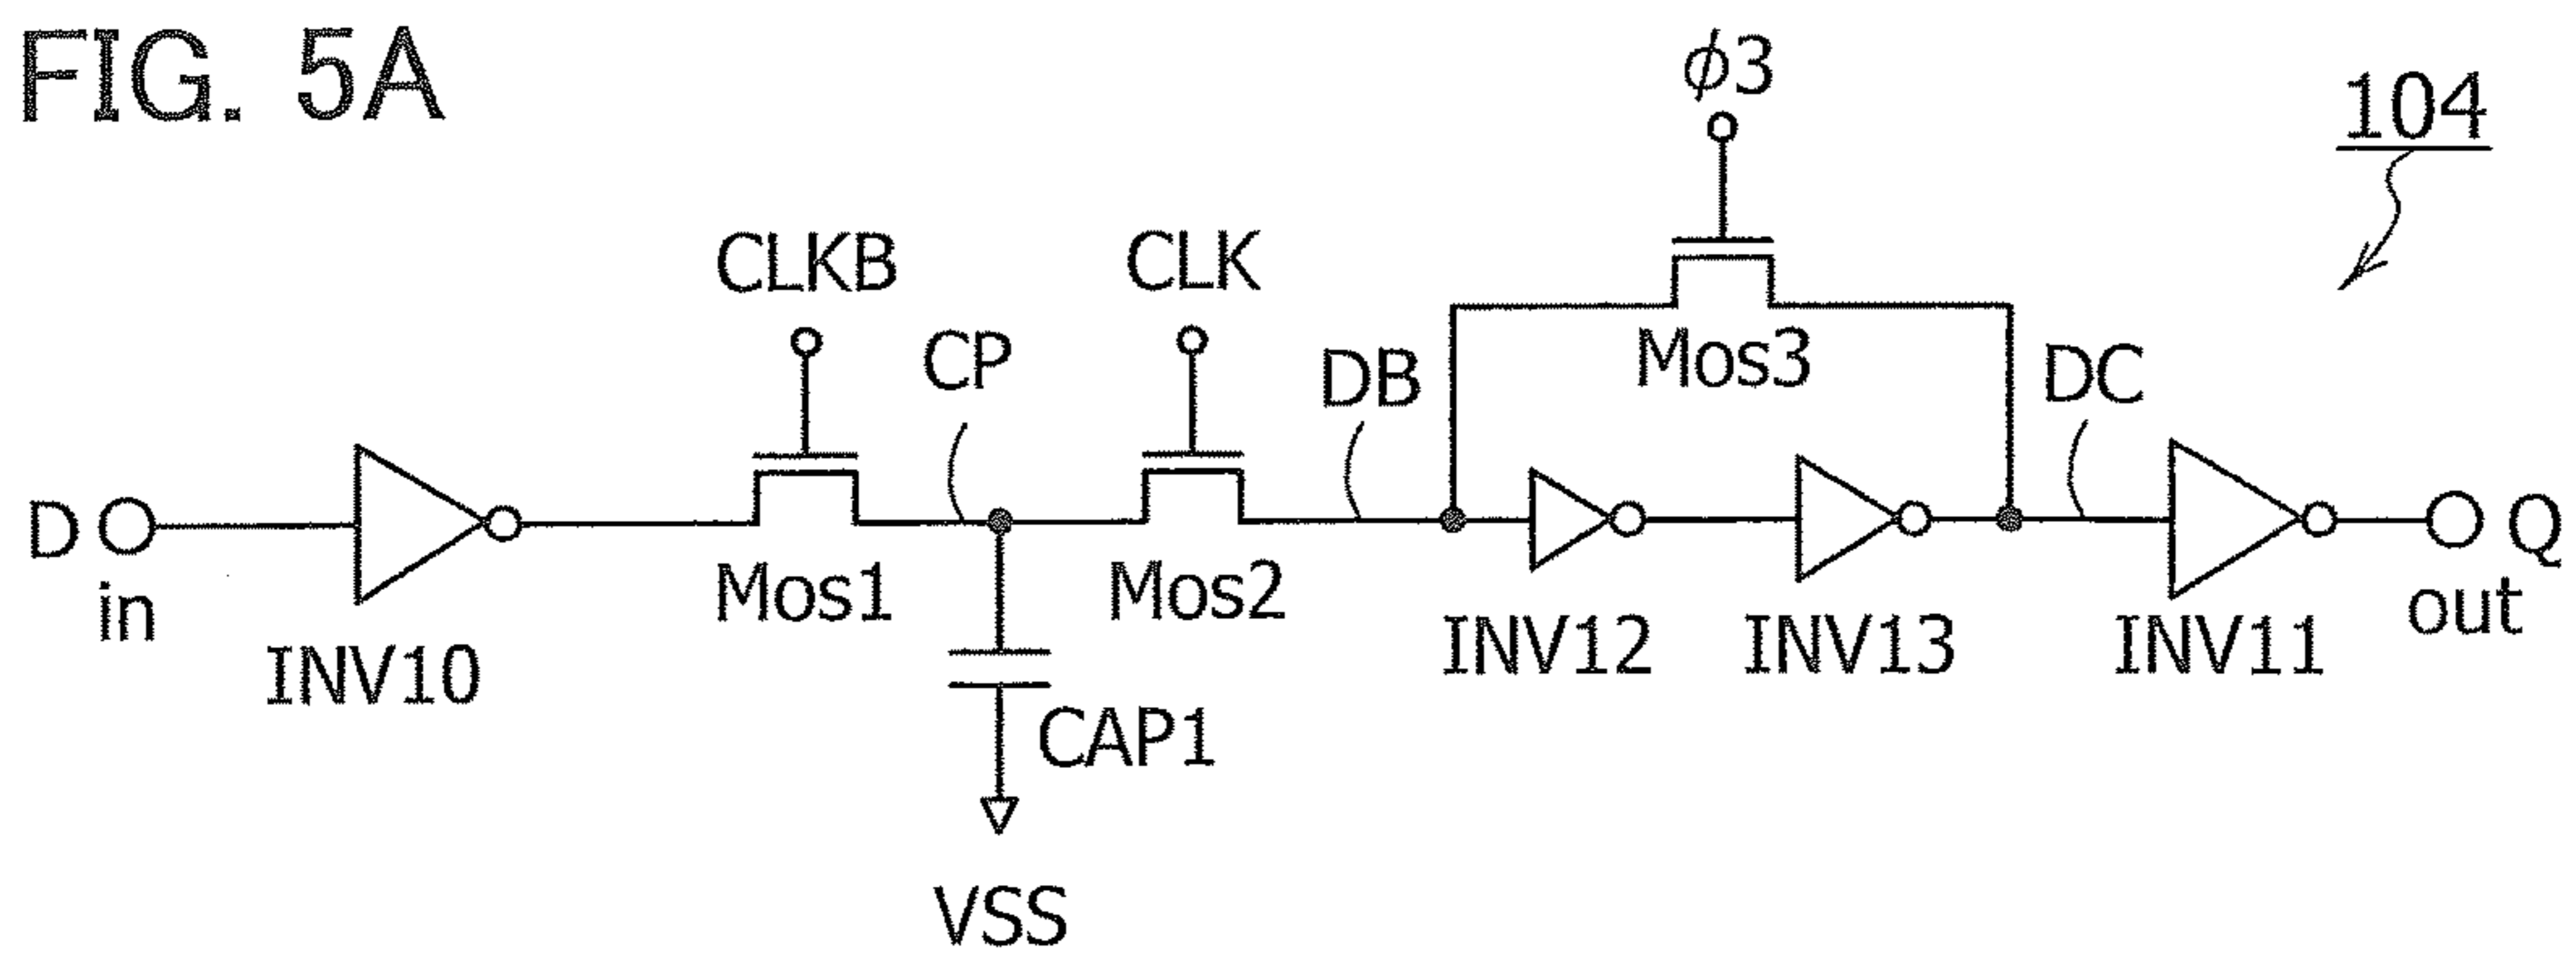 FIG. 5A
ϕ3
104
CLKB
CLK
CP
DB
Mos3
DC
D
in
INV10
Mos1
Mos2
INV12
INV13
INV11
Q
out
CAP1
VSS